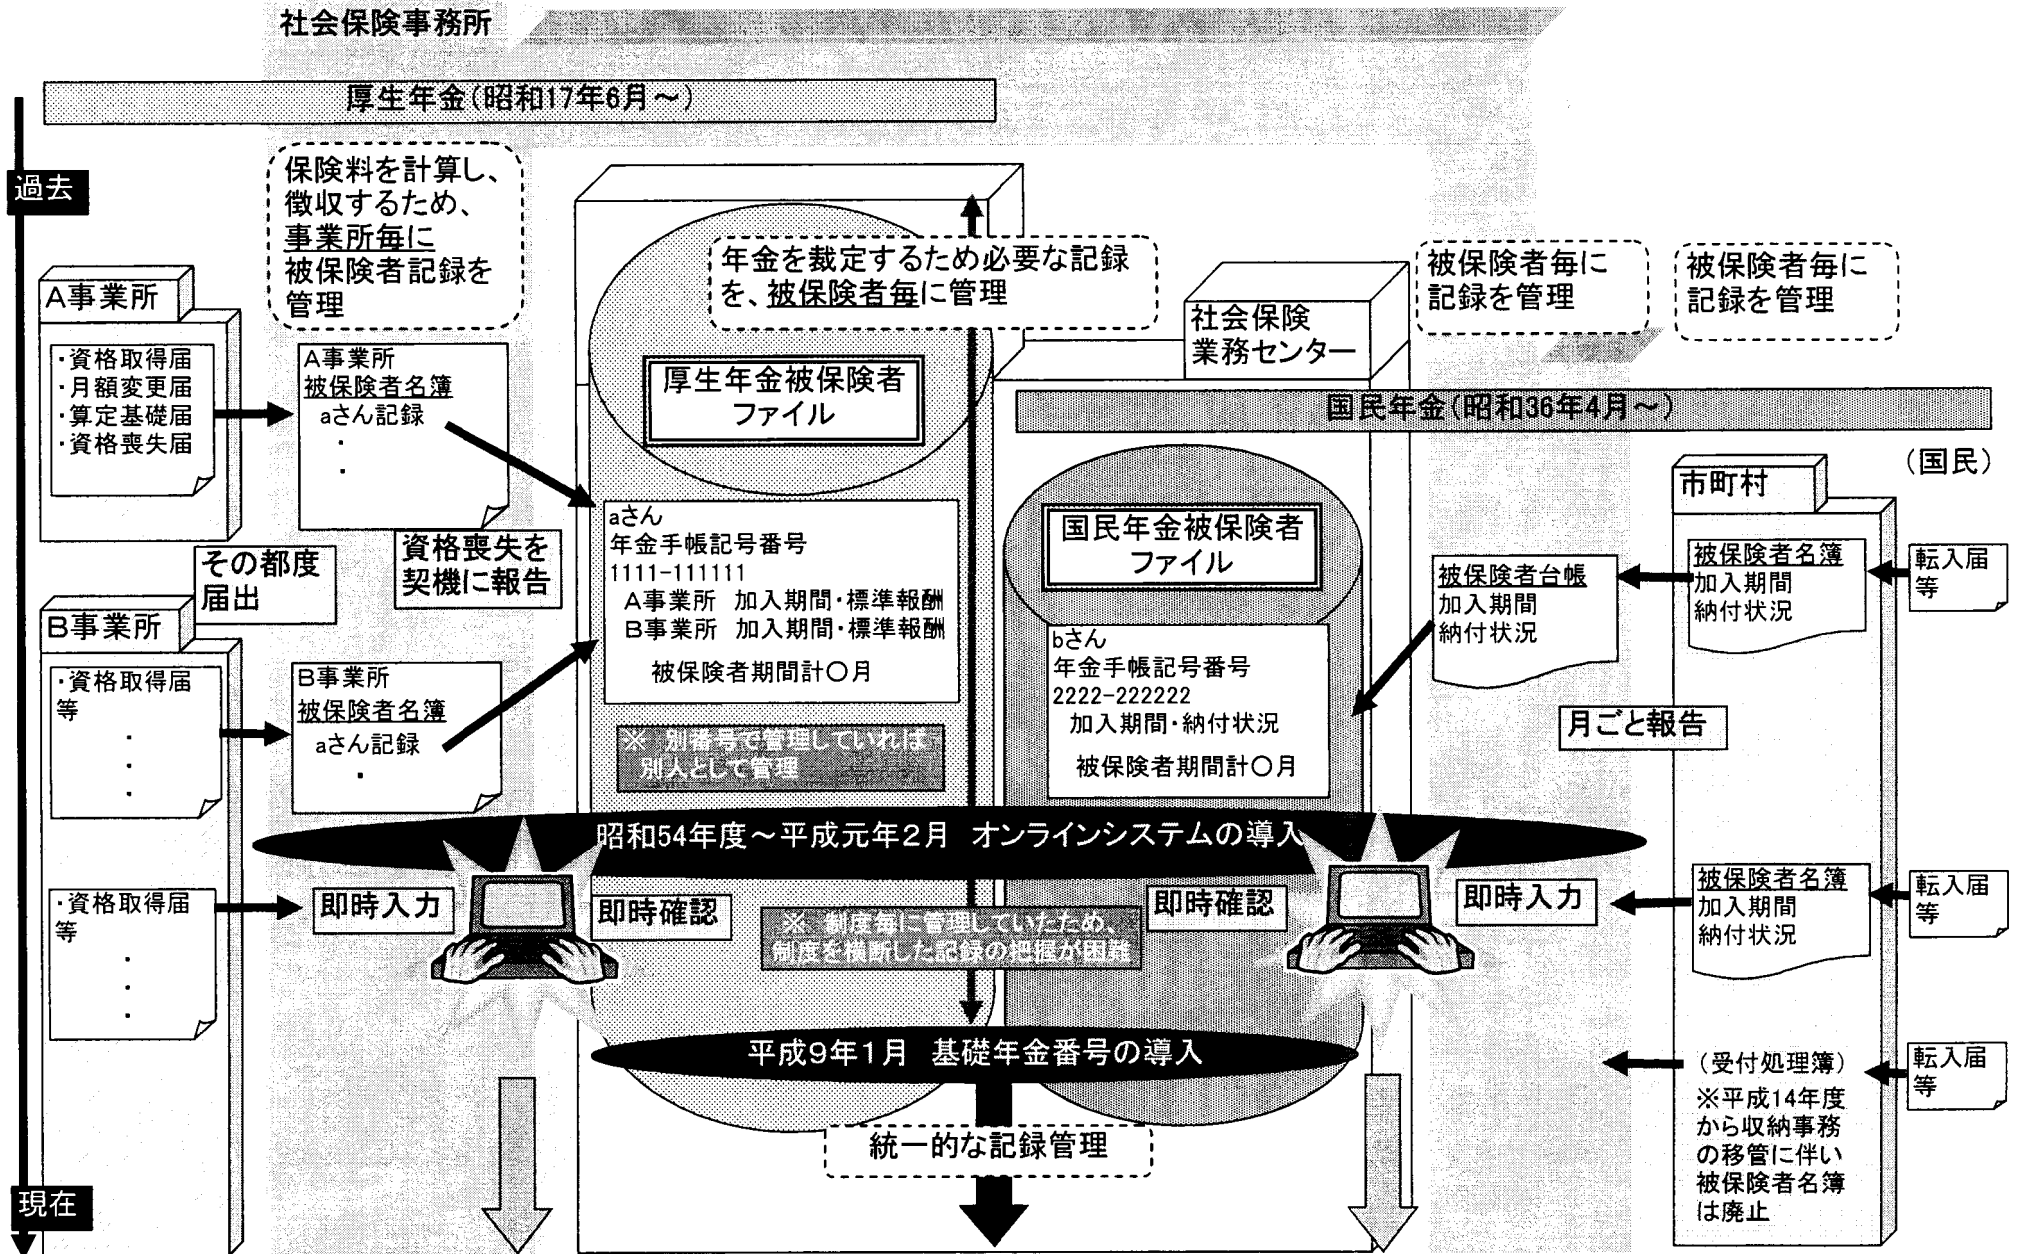 社会保険事務所
厚生年金(昭和17年6月～)
過去
保険料を計算し、
徴収するため、
事業所毎に
被保険者記録を
管理
年金を裁定するため必要な記録
を、被保険者毎に管理
被保険者毎に
記録を管理
被保険者毎に
記録を管理
A事業所
・資格取得届
・月額変更届
・算定基礎届
・資格喪失届
A事業所
被保険者名簿
aさん記録
・
・
厚生年金被保険者
ファイル
社会保険
業務センター
国民年金(昭和36年4月～)
(国民)
市町村
aさん
年金手帳記号番号
1111-111111
A事業所 加入期間・標準報酬
B事業所 加入期間・標準報酬
被保険者期間計〇月
国民年金被保険者
ファイル
被保険者台帳
加入期間
納付状況
被保険者名簿
加入期間
納付状況
転入届
等
その都度
届出
資格喪失を
契機に報告
B事業所
・資格取得届
等
・
・
・
B事業所
被保険者名簿
aさん記録
・
bさん
年金手帳記号番号
2222-222222
加入期間・納付状況
被保険者期間計〇月
月ごと報告
※ 別番号で管理していれば
別人として管理
昭和54年度～平成元年2月 オンラインシステムの導入
・資格取得届
等
・
・
・
即時入力
即時確認
※ 制度毎に管理していたため、
制度を横断した記録の把握が困難
即時確認
即時入力
被保険者名簿
加入期間
納付状況
転入届
等
平成9年1月 基礎年金番号の導入
統一的な記録管理
(受付処理簿)
※平成14年度
から収納事務
の移管に伴い
被保険者名簿
は廃止
転入届
等
現在